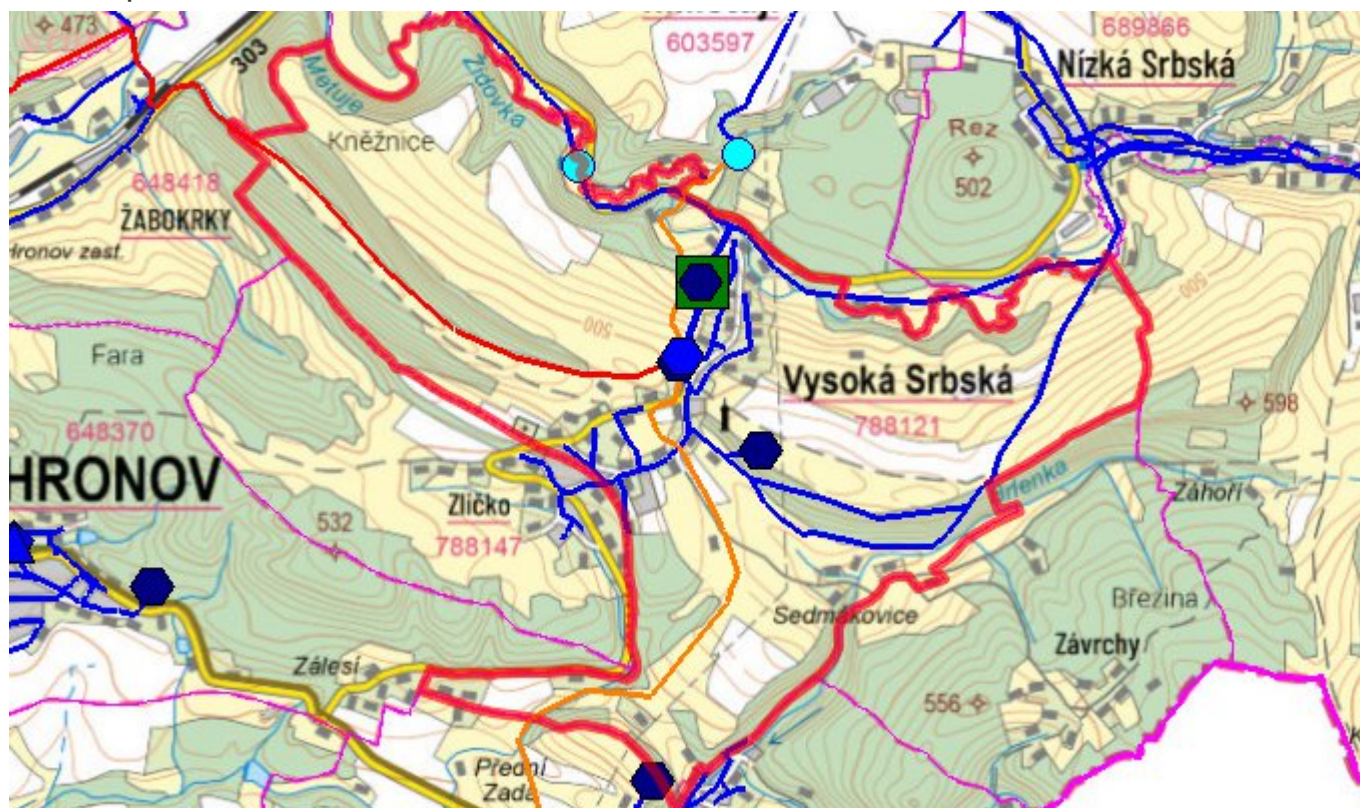 473
303
Metuje
Židovka
603597
689866
Nízká Srbská
Kněžnice
Rez
502
648418
ŽABOKRKY
Hronov zast.
500
500
Fara
Vysoká Srbská
788121
598
648370
HRONOV
Zličko
788147
532
Záhoří
Sedmákovice
Březina
Závrchy
Zálesí
556
Přední